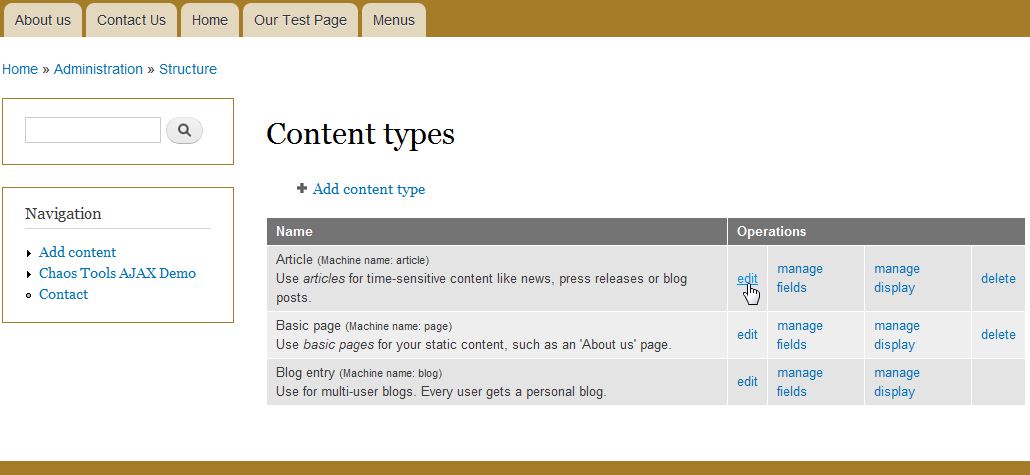 About us
Contact Us
Home
Our Test Page
Menus
Home » Administration » Structure
Navigation
Add content
Chaos Tools AJAX Demo
Contact
Content types
Add content type
Name
Operations
Article (Machine name: article)
Use articles for time-sensitive content like news, press releases or blog
posts.
edit
manage
fields
manage
display
delete
Basic page (Machine name: page)
Use basic pages for your static content, such as an 'About us' page.
edit
manage
fields
manage
display
delete
Blog entry (Machine name: blog)
Use for multi-user blogs. Every user gets a personal blog.
edit
manage
fields
manage
display